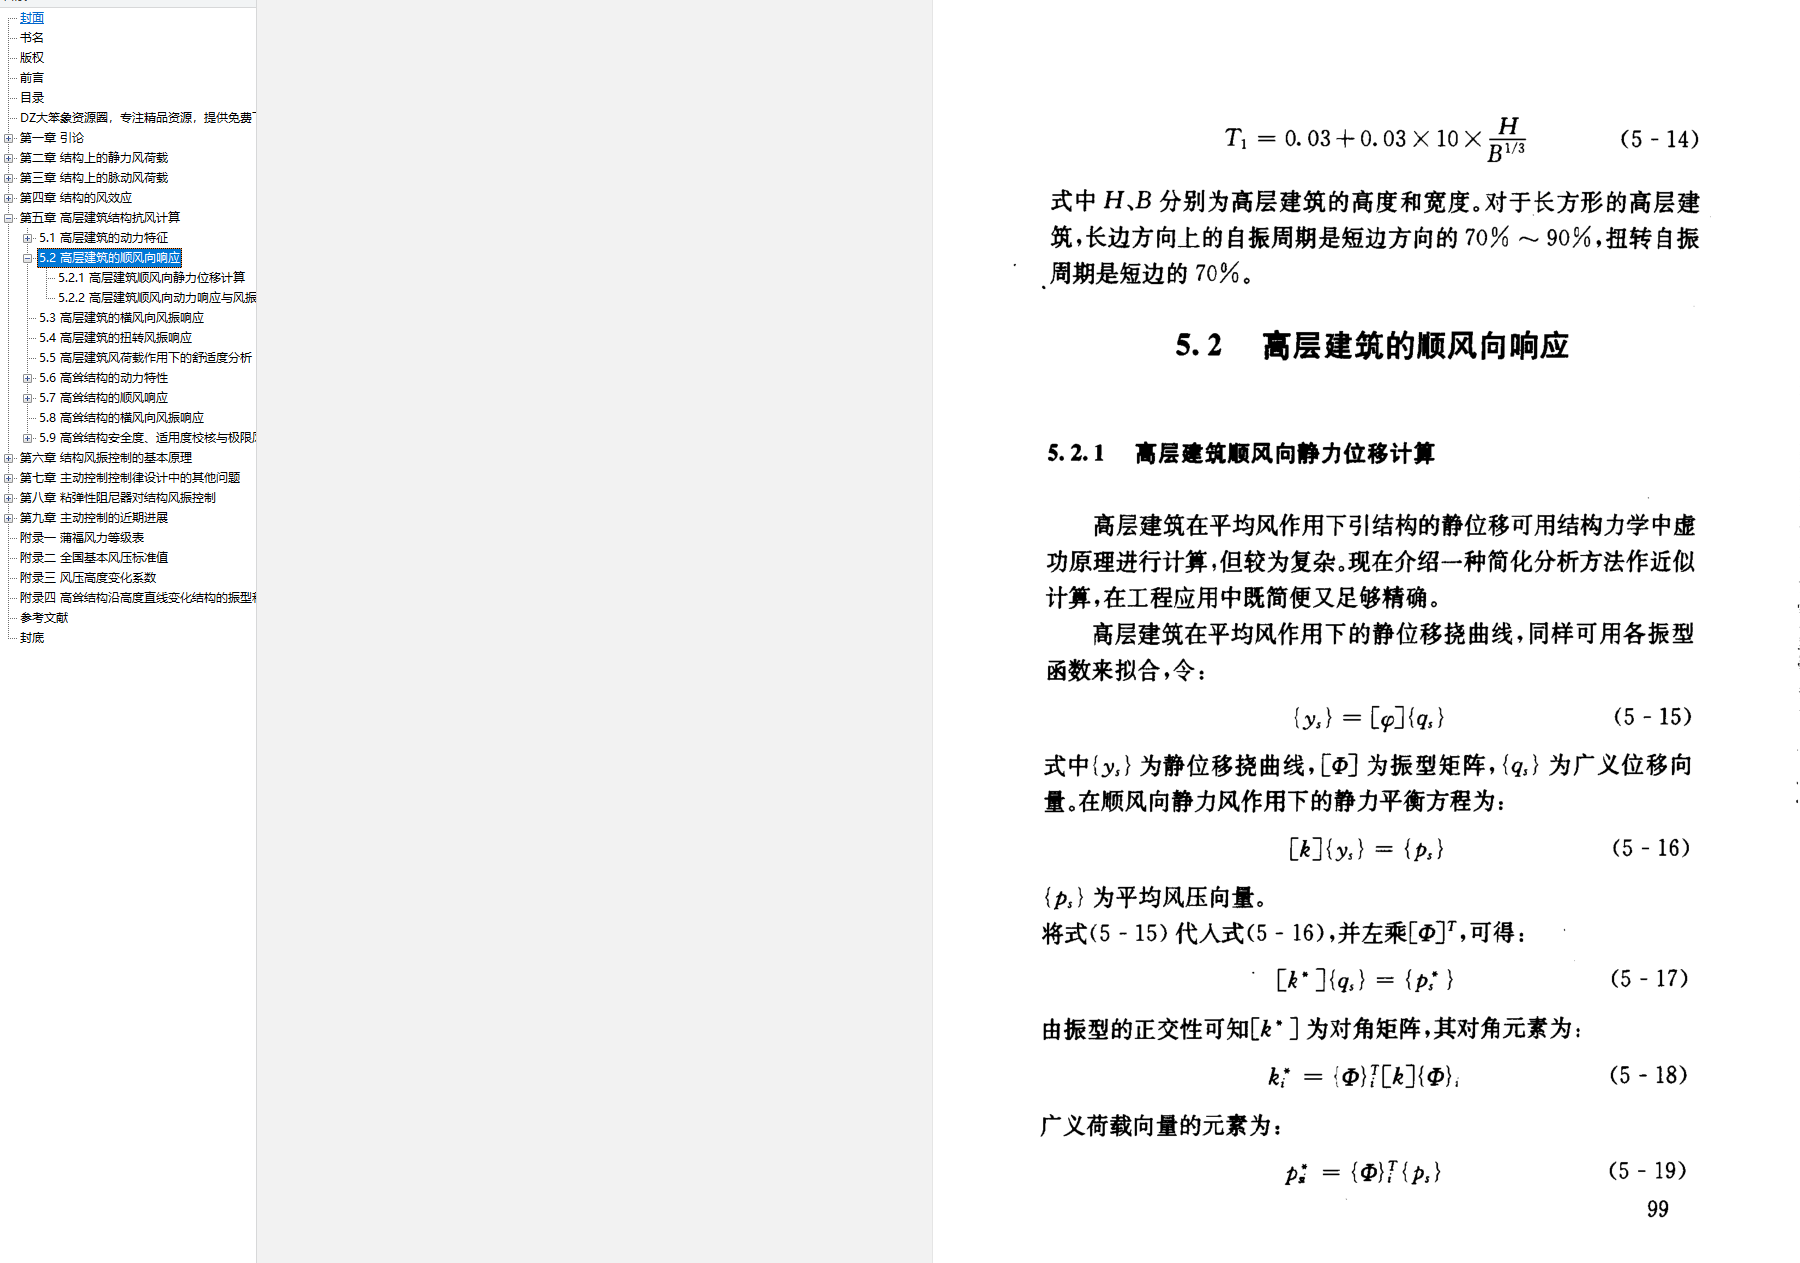 封面
书名
版权
前言
目录
DZ大笨象资源圈，专注精品资源，提供免费
第一章 引论
第二章 结构上的静力风荷载
第三章 结构上的脉动风荷载
第四章 结构的风效应
第五章 高层建筑结构抗风计算
5.1 高层建筑的动力特征
5.2 高层建筑的顺风向响应
5.2.1 高层建筑顺风向静力位移计算
5.2.2 高层建筑顺风向动力响应与风振
5.3 高层建筑的横风向风振响应
5.4 高层建筑的扭转风振响应
5.5 高层建筑风荷载作用下的舒适度分析
5.6 高耸结构的动力特性
5.7 高耸结构的顺风响应
5.8 高耸结构的横风向风振响应
5.9 高耸结构安全度、适用度校核与极限
第六章 结构风振控制的基本原理
第七章 主动控制控制律设计中的其他问题
第八章 粘弹性阻尼器对结构风振控制
第九章 主动控制的近期进展
附录一 蒲福风力等级表
附录二 全国基本风压标准值
附录三 风压高度变化系数
附录四 高耸结构沿高度直线变化结构的振型
参考文献
封底
T₁ = 0.03+0.03×10×H/B^{1/3} (5-14)
式中 H、B 分别为高层建筑的高度和宽度。对于长方形的高层建
筑,长边方向上的自振周期是短边方向的 70%～90%,扭转自振
周期是短边的 70%。
5.2 高层建筑的顺风向响应
5.2.1 高层建筑顺风向静力位移计算
高层建筑在平均风作用下引结构的静位移可用结构力学中虚
功原理进行计算,但较为复杂。现在介绍一种简化分析方法作近似
计算,在工程应用中既简便又足够精确。
高层建筑在平均风作用下的静位移挠曲线,同样可用各振型
函数来拟合,令:
{y_s} = [φ]{q_s} (5-15)
式中{y_s}为静位移挠曲线,[Φ]为振型矩阵,{q_s}为广义位移向
量。在顺风向静力风作用下的静力平衡方程为:
[k]{y_s} = {p_s} (5-16)
{p_s}为平均风压向量。
将式(5-15)代入式(5-16),并左乘[Φ]^T,可得:
[k*]{q_s} = {p_s*} (5-17)
由振型的正交性可知[k*]为对角矩阵,其对角元素为:
k_i* = {Φ}_i^T[k]{Φ}_i (5-18)
广义荷载向量的元素为:
p_si* = {Φ}_i^T{p_s} (5-19)
99